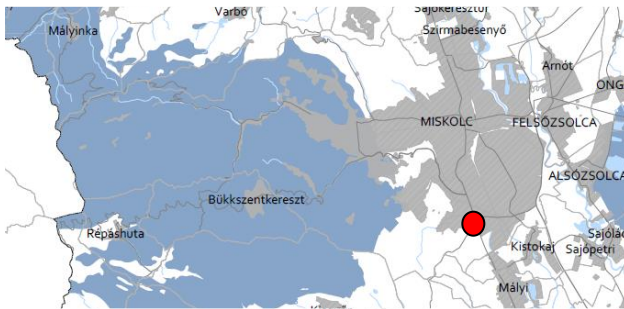 Varbó
Sajókeresztúr
Mályinka
Szirmabesenyő
Arnót
ONG
MISKOLC
FELSŐZSOLCA
ALSÓZSOLCA
Bükkszentkereszt
Répáshuta
Kistokaj
Sajólád
Sajópetri
Mályi